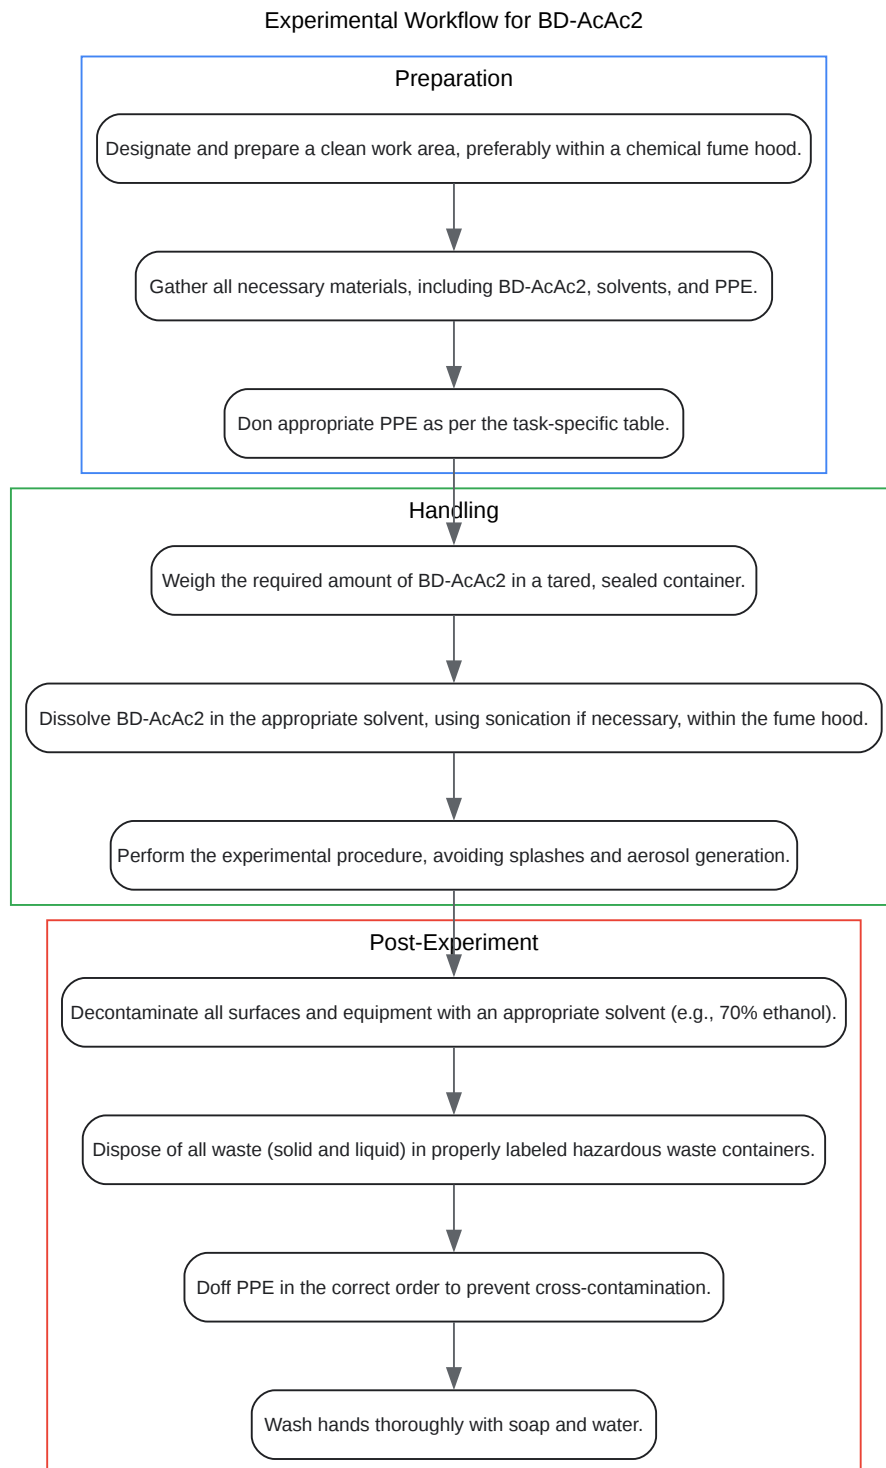 Experimental Workflow for BD-AcAc2
Preparation
Designate and prepare a clean work area, preferably within a chemical fume hood.
Gather all necessary materials, including BD-AcAc2, solvents, and PPE.
Don appropriate PPE as per the task-specific table.
Handling
Weigh the required amount of BD-AcAc2 in a tared, sealed container.
Dissolve BD-AcAc2 in the appropriate solvent, using sonication if necessary, within the fume hood.
Perform the experimental procedure, avoiding splashes and aerosol generation.
Post-Experiment
Decontaminate all surfaces and equipment with an appropriate solvent (e.g., 70% ethanol).
Dispose of all waste (solid and liquid) in properly labeled hazardous waste containers.
Doff PPE in the correct order to prevent cross-contamination.
Wash hands thoroughly with soap and water.